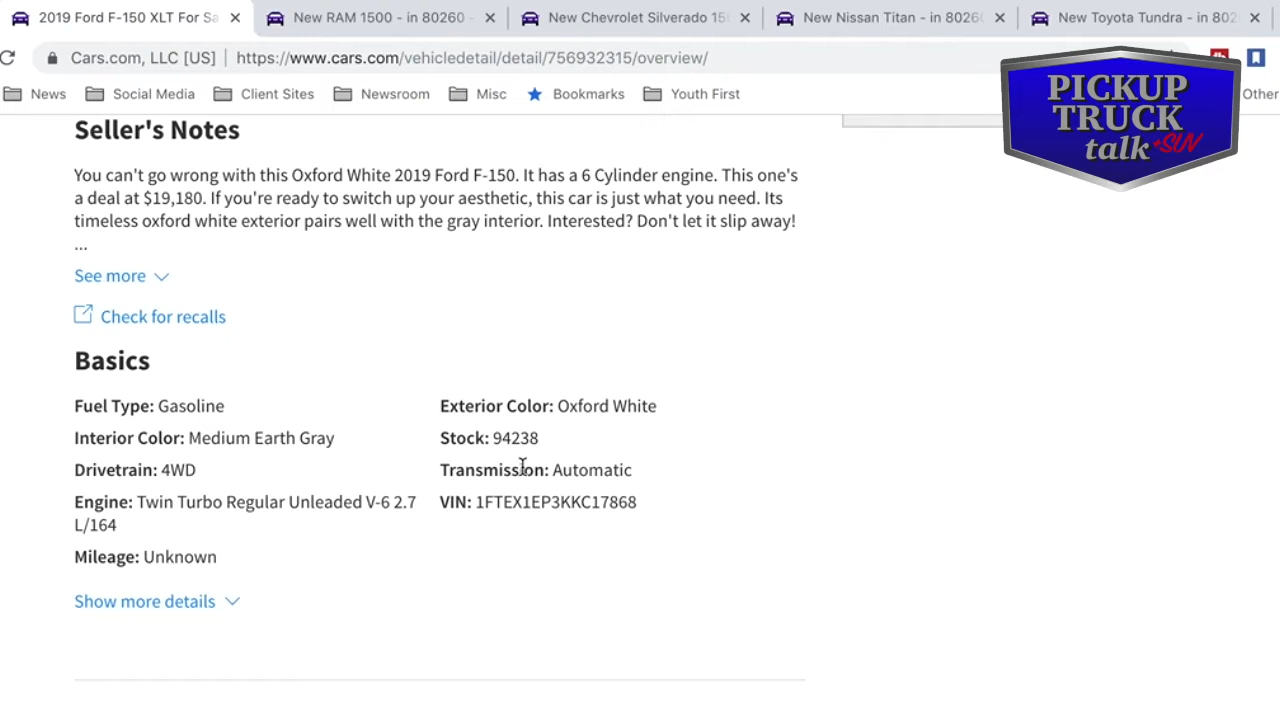 2019 Ford F-150 XLT For Sa
New RAM 1500 - in 80260 -
New Chevrolet Silverado 15
New Nissan Titan - in 8026
New Toyota Tundra - in 802
Cars.com, LLC [US] | https://www.cars.com/vehicledetail/detail/756932315/overview/
News Social Media Client Sites Newsroom Misc Bookmarks Youth First Other
PICKUP
TRUCK
talk +SUV
Seller's Notes
You can't go wrong with this Oxford White 2019 Ford F-150. It has a 6 Cylinder engine. This one's
a deal at $19,180. If you're ready to switch up your aesthetic, this car is just what you need. Its
timeless oxford white exterior pairs well with the gray interior. Interested? Don't let it slip away!
...
See more
Check for recalls
Basics
Fuel Type: Gasoline
Exterior Color: Oxford White
Interior Color: Medium Earth Gray
Stock: 94238
Drivetrain: 4WD
Transmission: Automatic
Engine: Twin Turbo Regular Unleaded V-6 2.7
L/164
VIN: 1FTEX1EP3KKC17868
Mileage: Unknown
Show more details